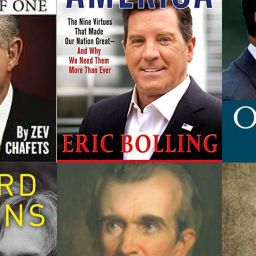 F ONE
AMERICA
The Nine Virtues
That Made
Our Nation Great–
And Why
We Need Them
More Than Ever
By ZEV
CHAFETS
ERIC BOLLING
O
RD
NS